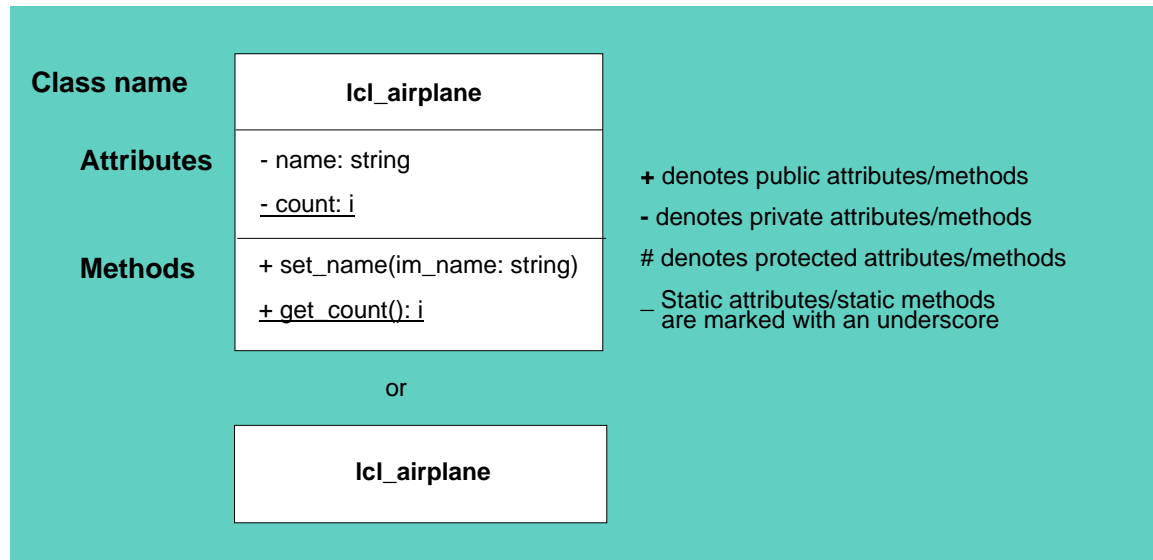 Class name
lcl_airplane
Attributes
- name: string
- count: i
Methods
+ set_name(im_name: string)
+ get_count(): i
+ denotes public attributes/methods
- denotes private attributes/methods
# denotes protected attributes/methods
_ Static attributes/static methods
are marked with an underscore
or
lcl_airplane